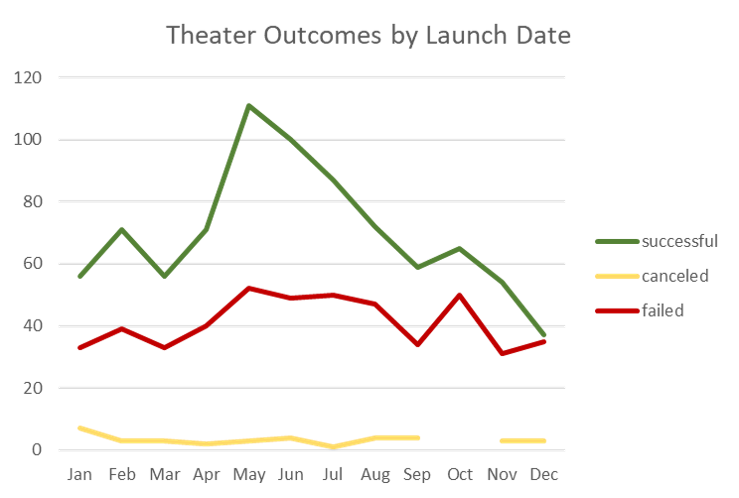 Theater Outcomes by Launch Date
120
100
80
60
40
20
0
Jan Feb Mar Apr May Jun Jul Aug Sep Oct Nov Dec
successful
canceled
failed